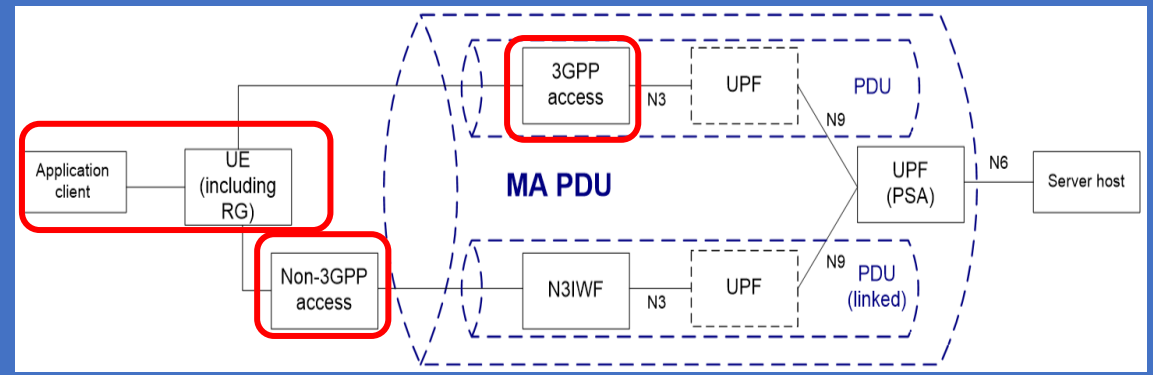 3GPP
access
N3
UPF
PDU
N9
Application
client
UE
(including
RG)
MA PDU
UPF
(PSA)
N6
Server host
Non-3GPP
access
N3IWF
N3
UPF
N9
PDU
(linked)